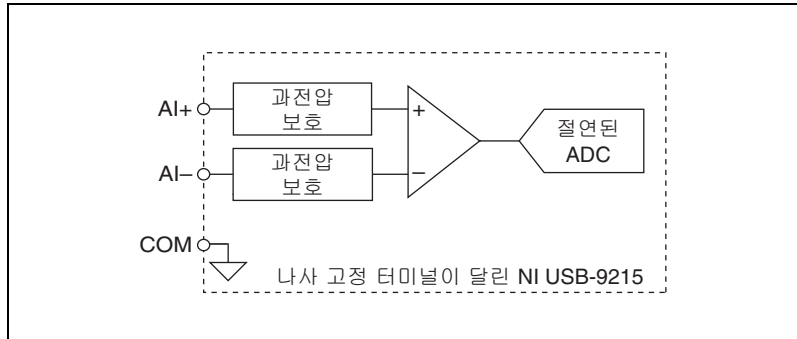 AI+
과전압
보호
+
절연된
ADC
AI–
과전압
보호
–
COM
나사 고정 터미널이 달린 NI USB-9215